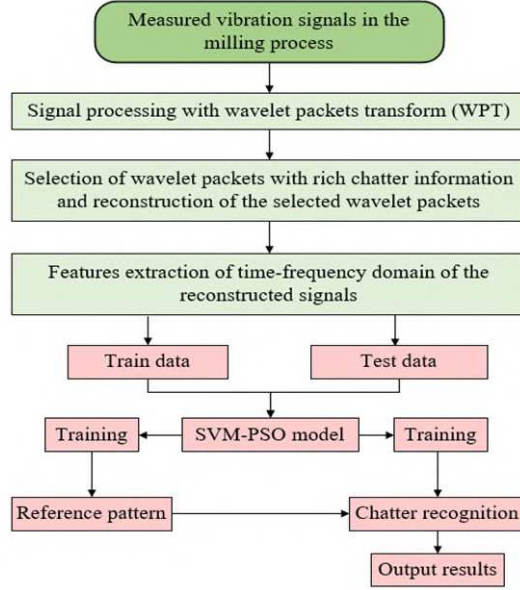 Measured vibration signals in the
milling process
Signal processing with wavelet packets transform (WPT)
Selection of wavelet packets with rich chatter information
and reconstruction of the selected wavelet packets
Features extraction of time-frequency domain of the
reconstructed signals
Train data
Test data
Training
SVM-PSO model
Training
Reference pattern
Chatter recognition
Output results